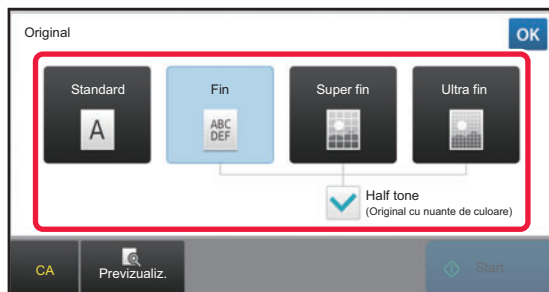 Original
OK
Standard
Fin
Super fin
Ultra fin
A
ABC
DEF
Half tone
(Original cu nuante de culoare)
CA
Previzualiz.
Start